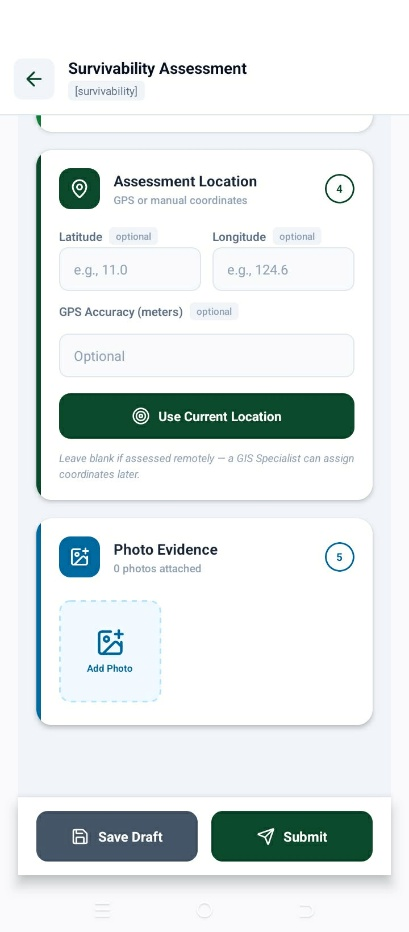 Survivability Assessment
[survivability]
Assessment Location
GPS or manual coordinates
4
Latitude optional
Longitude optional
e.g., 11.0
e.g., 124.6
GPS Accuracy (meters) optional
Optional
Use Current Location
Leave blank if assessed remotely — a GIS Specialist can assign
coordinates later.
Photo Evidence
0 photos attached
5
Add Photo
Save Draft
Submit